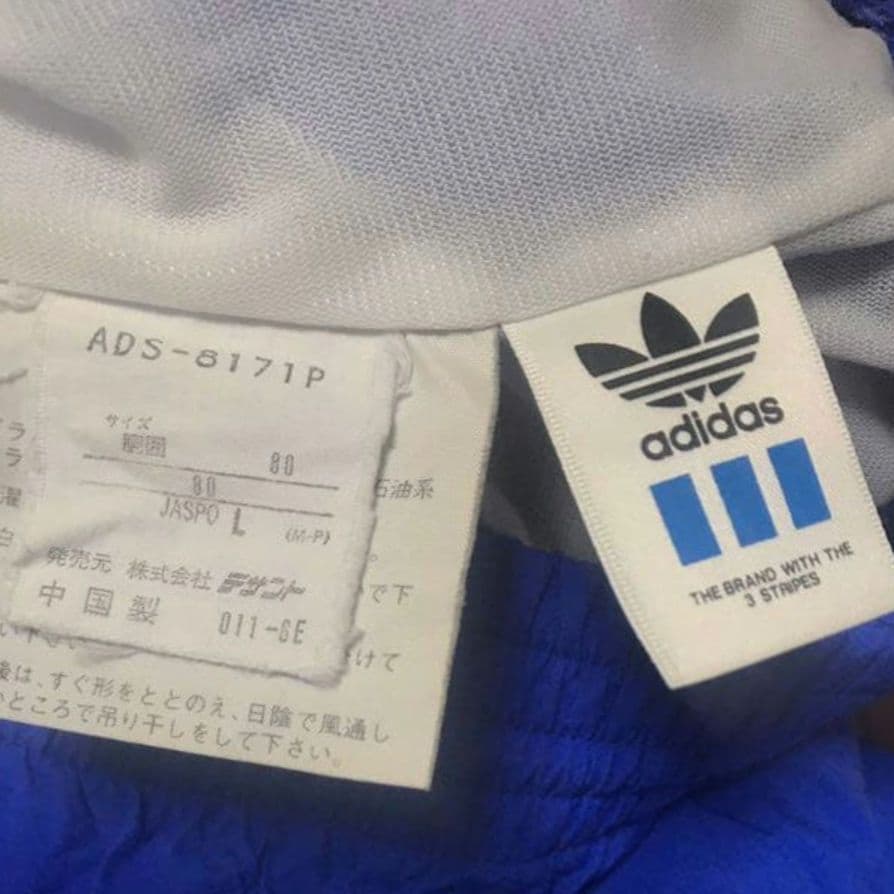 ADS-8171P
サイズ
胴囲 80
80
JASPO L (M-P)
発売元 株式会社 デサント
中国製 011-GE
石油系
で下
けて
後は、すぐ形をととのえ、日陰で風通し
ところで吊り干しをして下さい。
adidas
THE BRAND WITH THE
3 STRIPES